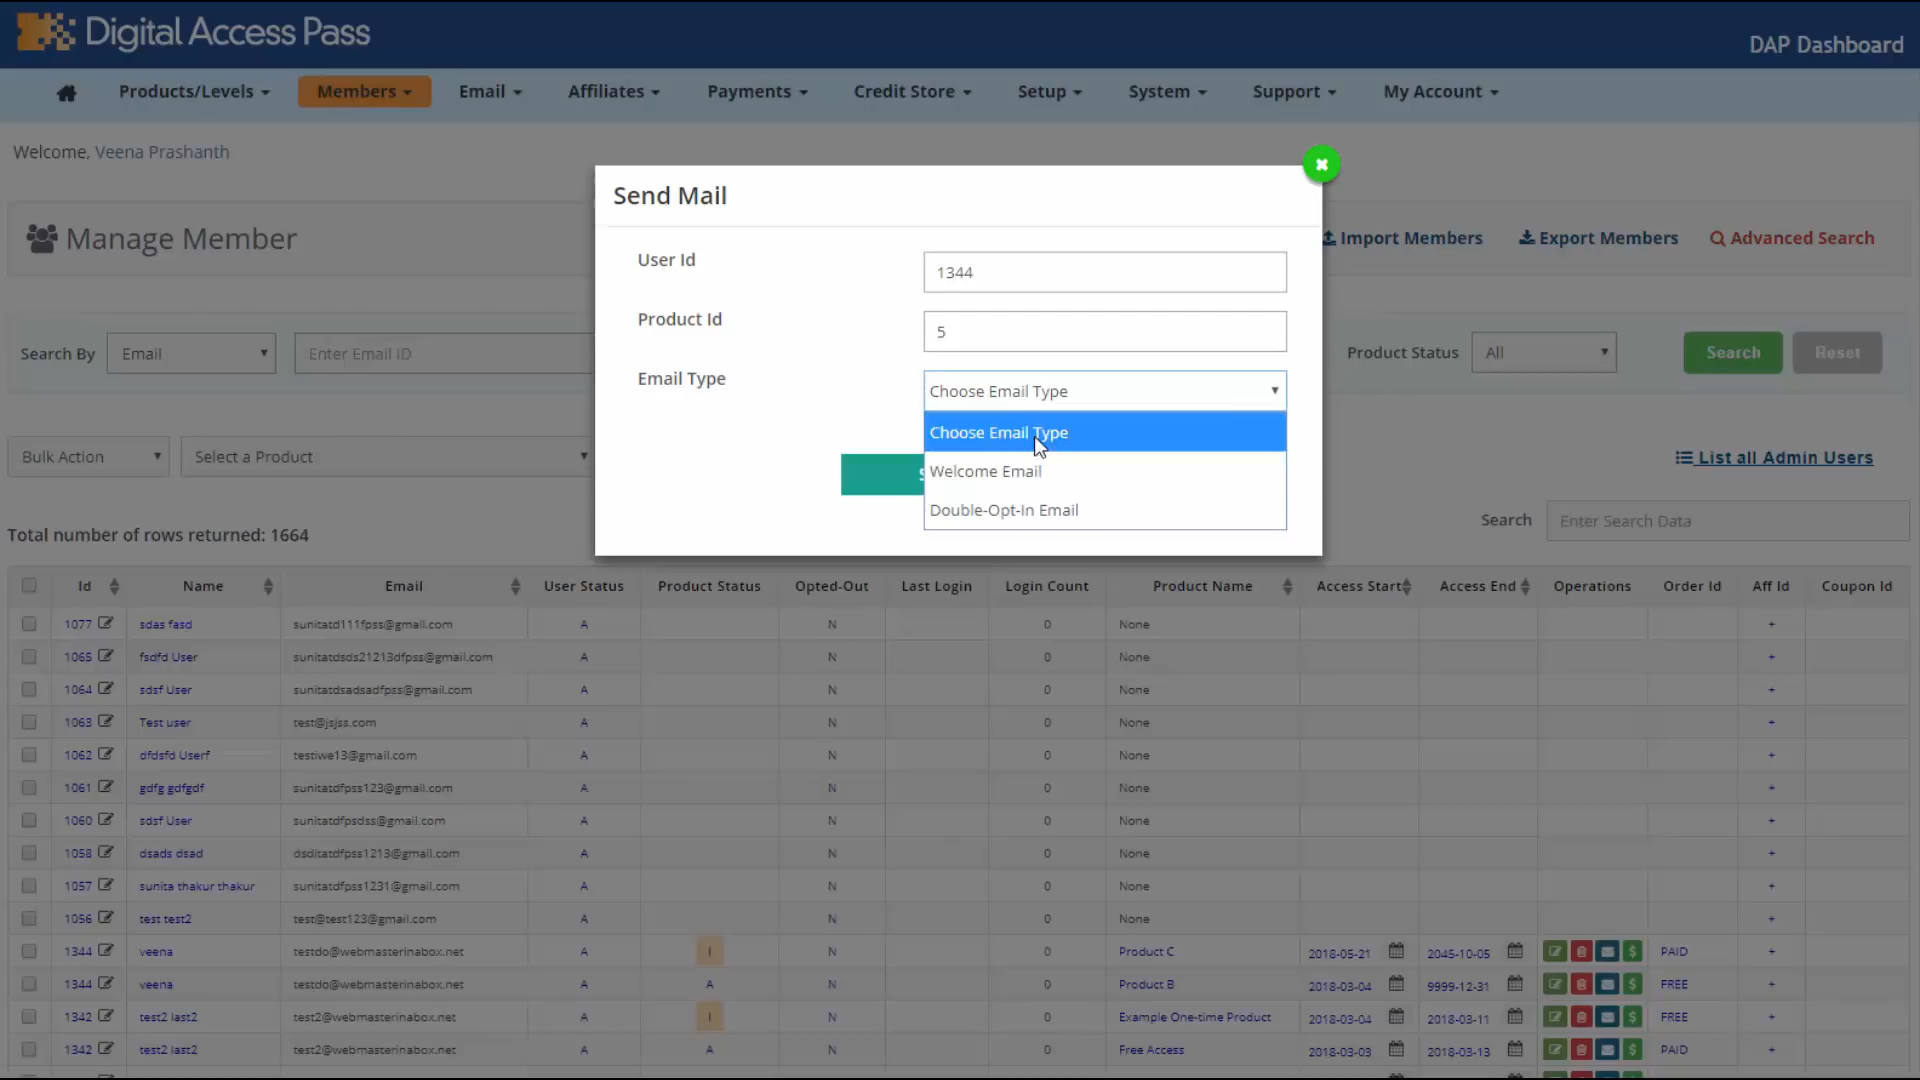 Digital Access Pass
DAP Dashboard
Products/Levels Members Email Affiliates Payments Credit Store Setup System Support My Account
Welcome, Veena Prashanth
Send Mail
Manage Member
Import Members Export Members Advanced Search
User Id 1344
Product Id 5
Search By Email Enter Email ID
Product Status All Search Reset
Email Type Choose Email Type
Choose Email Type
Welcome Email
Double-Opt-In Email
Bulk Action Select a Product
List all Admin Users
Search Enter Search Data
Total number of rows returned: 1664
Id Name Email User Status Product Status Opted-Out Last Login Login Count Product Name Access Start Access End Operations Order Id Aff Id Coupon Id
1077 sdas fasd sunitatd111fpss@gmail.com A N 0 None +
1065 fsdfd User sunitatdsds21213dfpss@gmail.com A N 0 None +
1064 sdsf User sunitatdsadsadfpss@gmail.com A N 0 None +
1063 Test user test@jsjss.com A N 0 None +
1062 dfdsfd Userf testiwe13@gmail.com A N 0 None +
1061 gdfg gdfgdf sunitatdfpss123@gmail.com A N 0 None +
1060 sdsf User sunitatdfpsdss@gmail.com A N 0 None +
1058 dsads dsad dsditatdfpss1213@gmail.com A N 0 None +
1057 sunita thakur thakur sunitatdfpss1231@gmail.com A N 0 None +
1056 test test2 test@test123@gmail.com A N 0 None +
1344 veena testdo@webmasterinabox.net A I N 0 Product C 2018-05-21 2045-10-05 $ PAID +
1344 veena testdo@webmasterinabox.net A A N 0 Product B 2018-03-04 9999-12-31 $ FREE +
1342 test2 last2 test2@webmasterinabox.net A I N 0 Example One-time Product 2018-03-04 2018-03-11 $ FREE +
1342 test2 last2 test2@webmasterinabox.net A A N 0 Free Access 2018-03-03 2018-03-13 $ PAID +